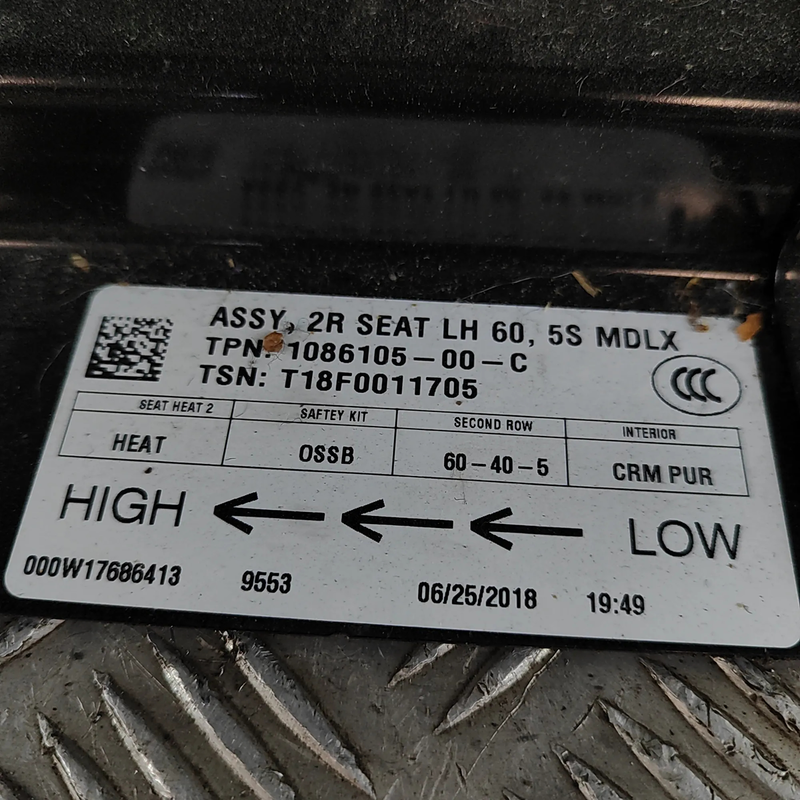 ASSY, 2R SEAT LH 60, 5S MDLX
TPN: 1086105-00-C
TSN: T18F0011705
CCC
SEAT HEAT 2 SAFTEY KIT SECOND ROW INTERIOR
HEAT OSSB 60-40-5 CRM PUR
HIGH LOW
000W17686413 9553 06/25/2018 19:49